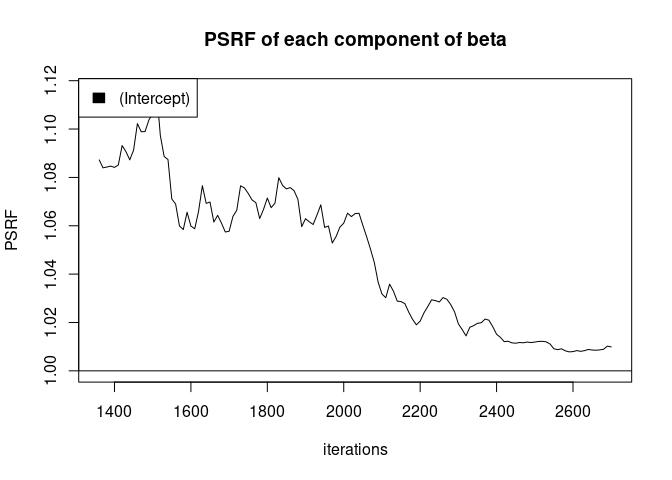 PSRF of each component of beta
(Intercept)
PSRF
1.12
1.10
1.08
1.06
1.04
1.02
1.00
1400 1600 1800 2000 2200 2400 2600
iterations